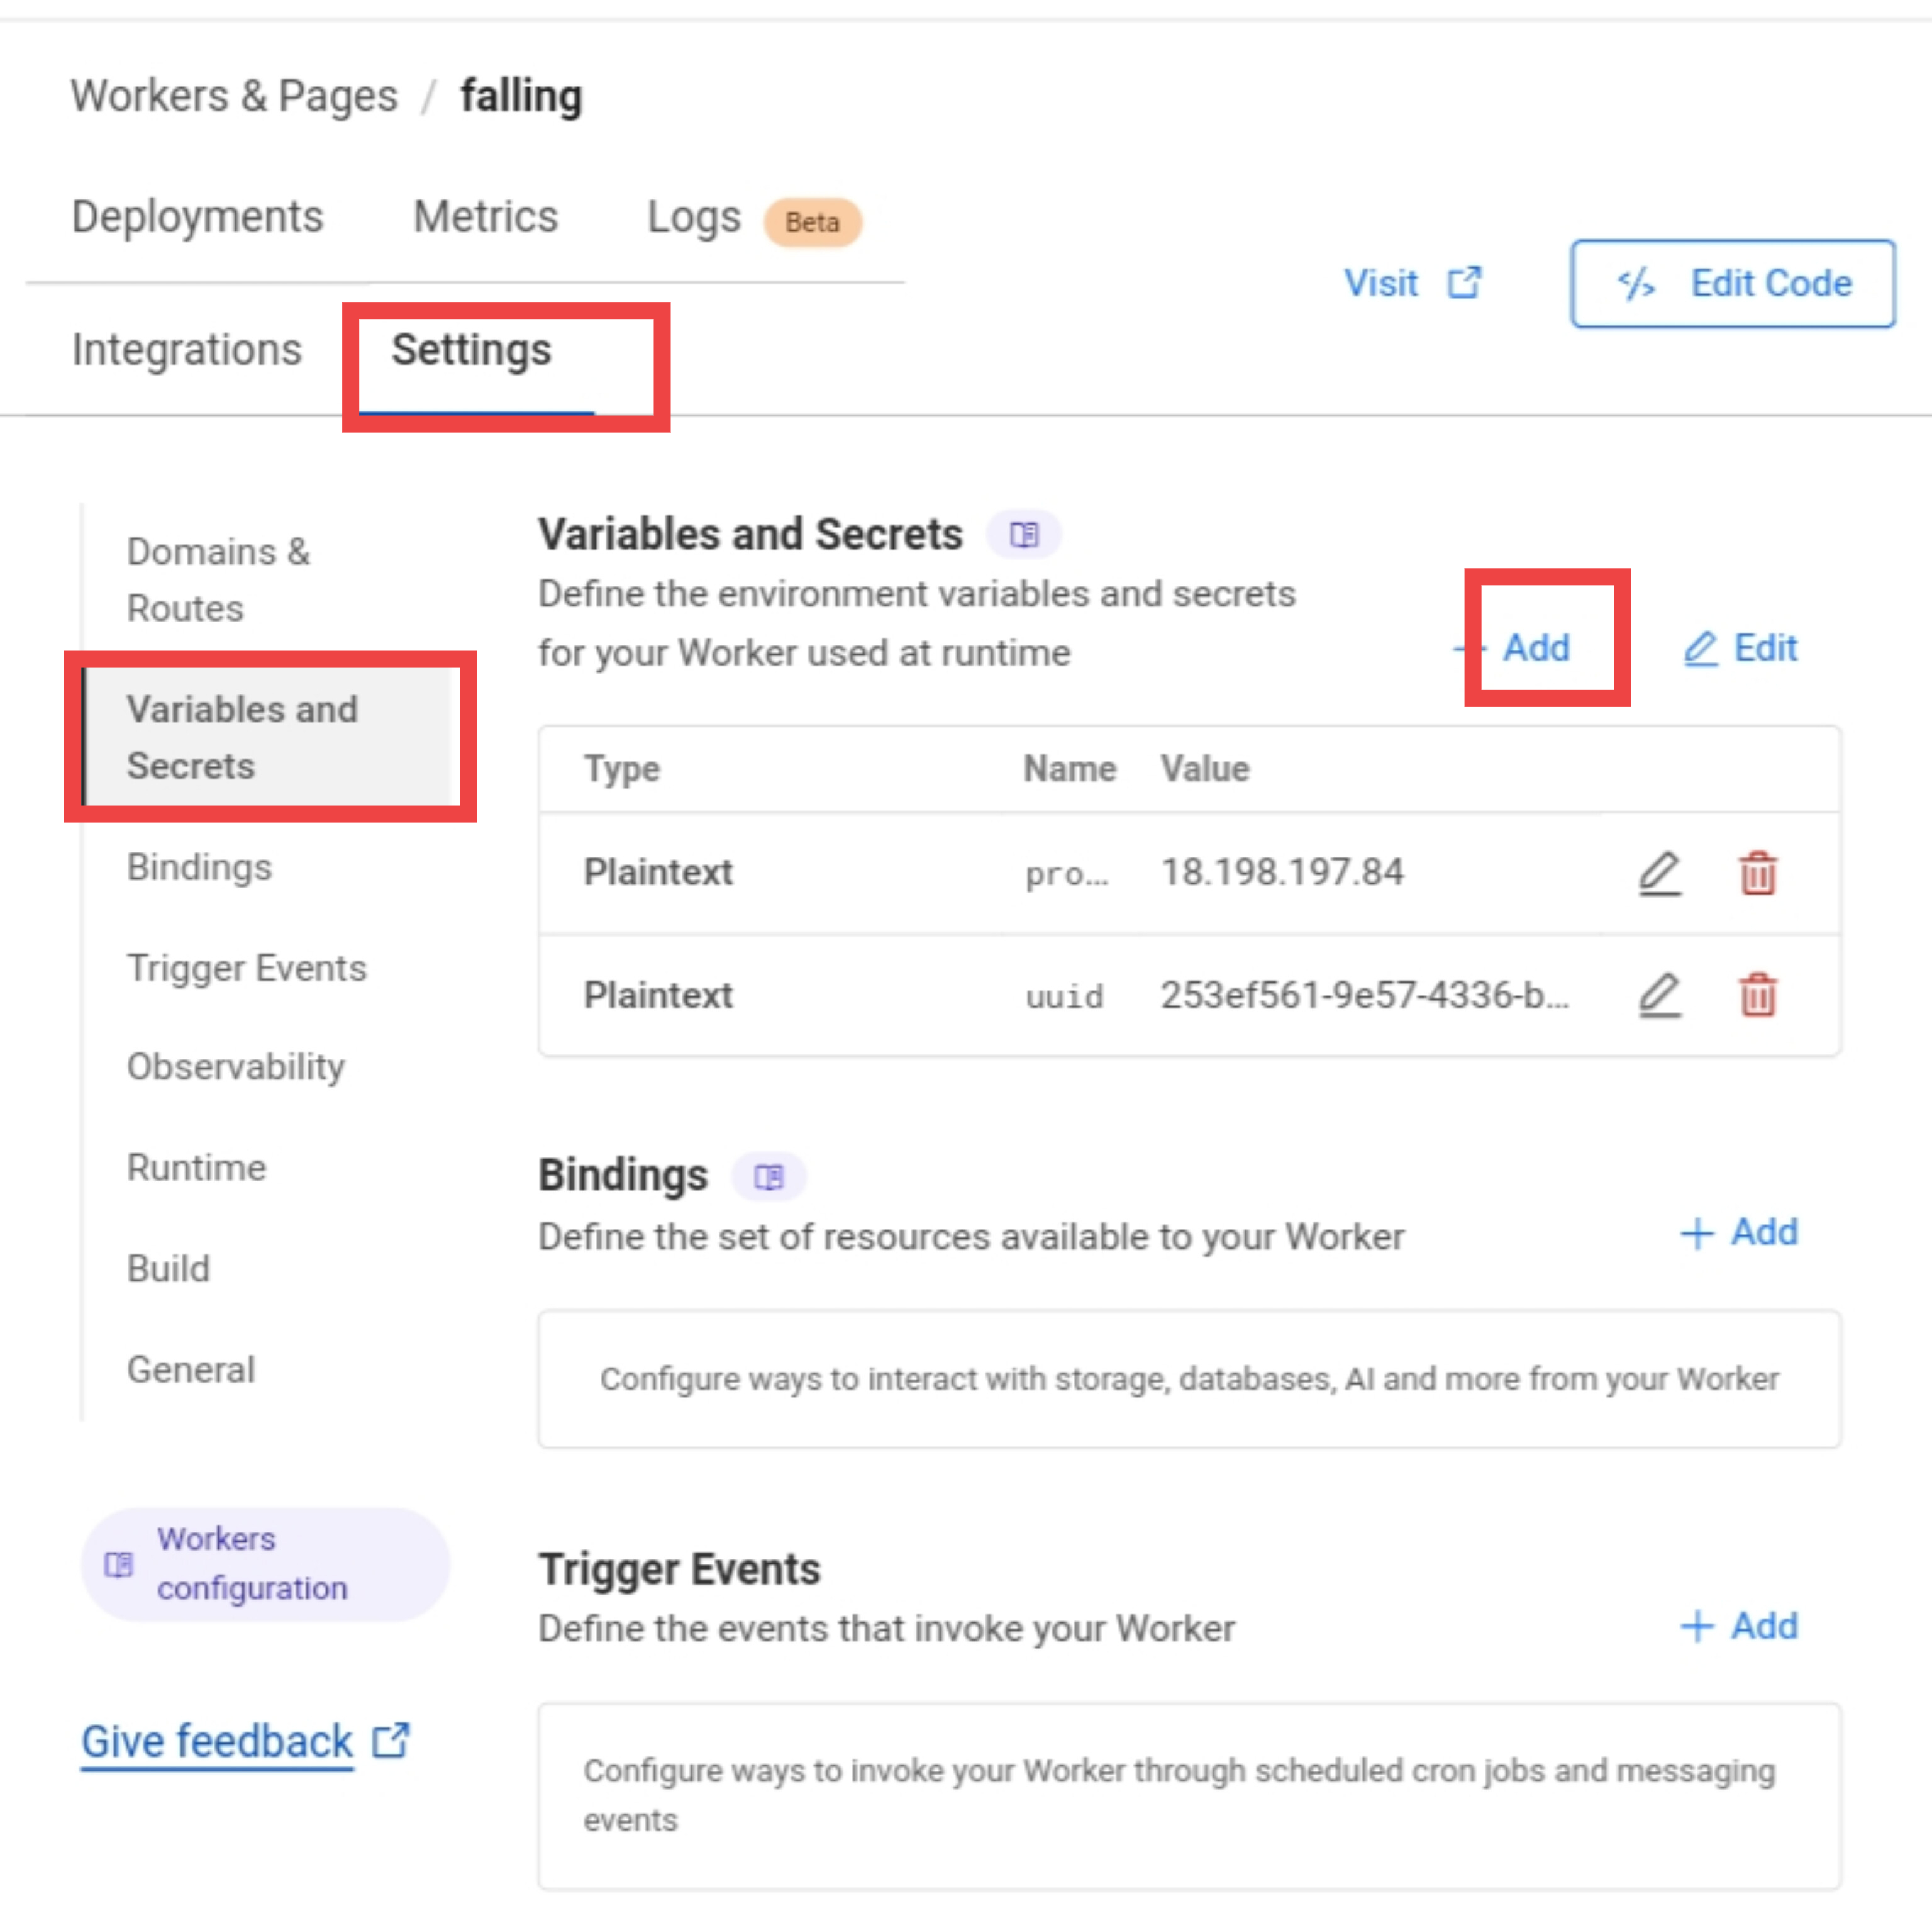 Workers & Pages / falling
Deployments Metrics Logs Beta
Visit </> Edit Code
Integrations Settings
Domains &
Routes
Variables and
Secrets
Bindings
Trigger Events
Observability
Runtime
Build
General
Workers
configuration
Give feedback
Variables and Secrets
Define the environment variables and secrets
for your Worker used at runtime
Add Edit
Type Name Value
Plaintext pro... 18.198.197.84
Plaintext uuid 253ef561-9e57-4336-b...
Bindings
Define the set of resources available to your Worker
+ Add
Configure ways to interact with storage, databases, AI and more from your Worker
Trigger Events
Define the events that invoke your Worker
+ Add
Configure ways to invoke your Worker through scheduled cron jobs and messaging
events